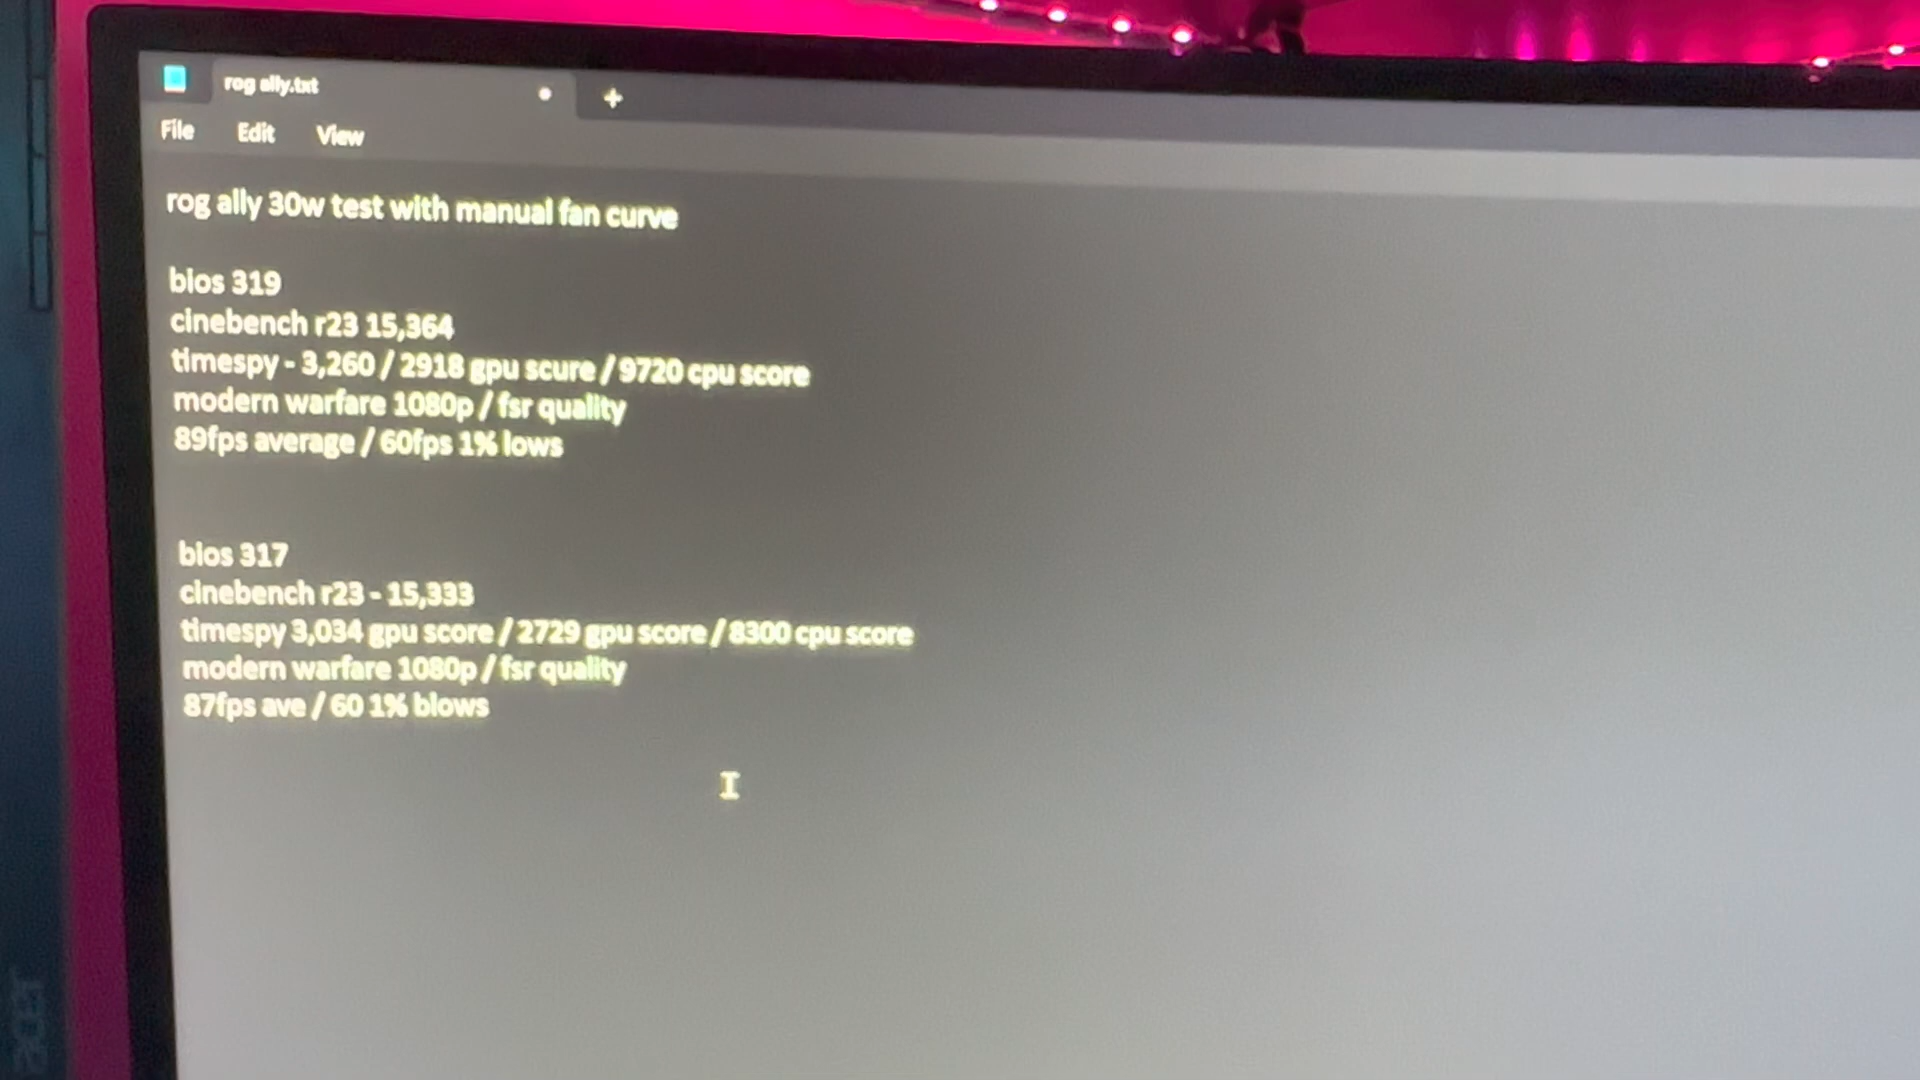 rog ally.txt
File Edit View
rog ally 30w test with manual fan curve
bios 319
cinebench r23 15,364
timespy - 3,260 / 2918 gpu scure / 9720 cpu score
modern warfare 1080p / fsr quality
89fps average / 60fps 1% lows
bios 317
cinebench r23 - 15,333
timespy 3,034 gpu score / 2729 gpu score / 8300 cpu score
modern warfare 1080p / fsr quality
87fps ave / 60 1% blows
acer